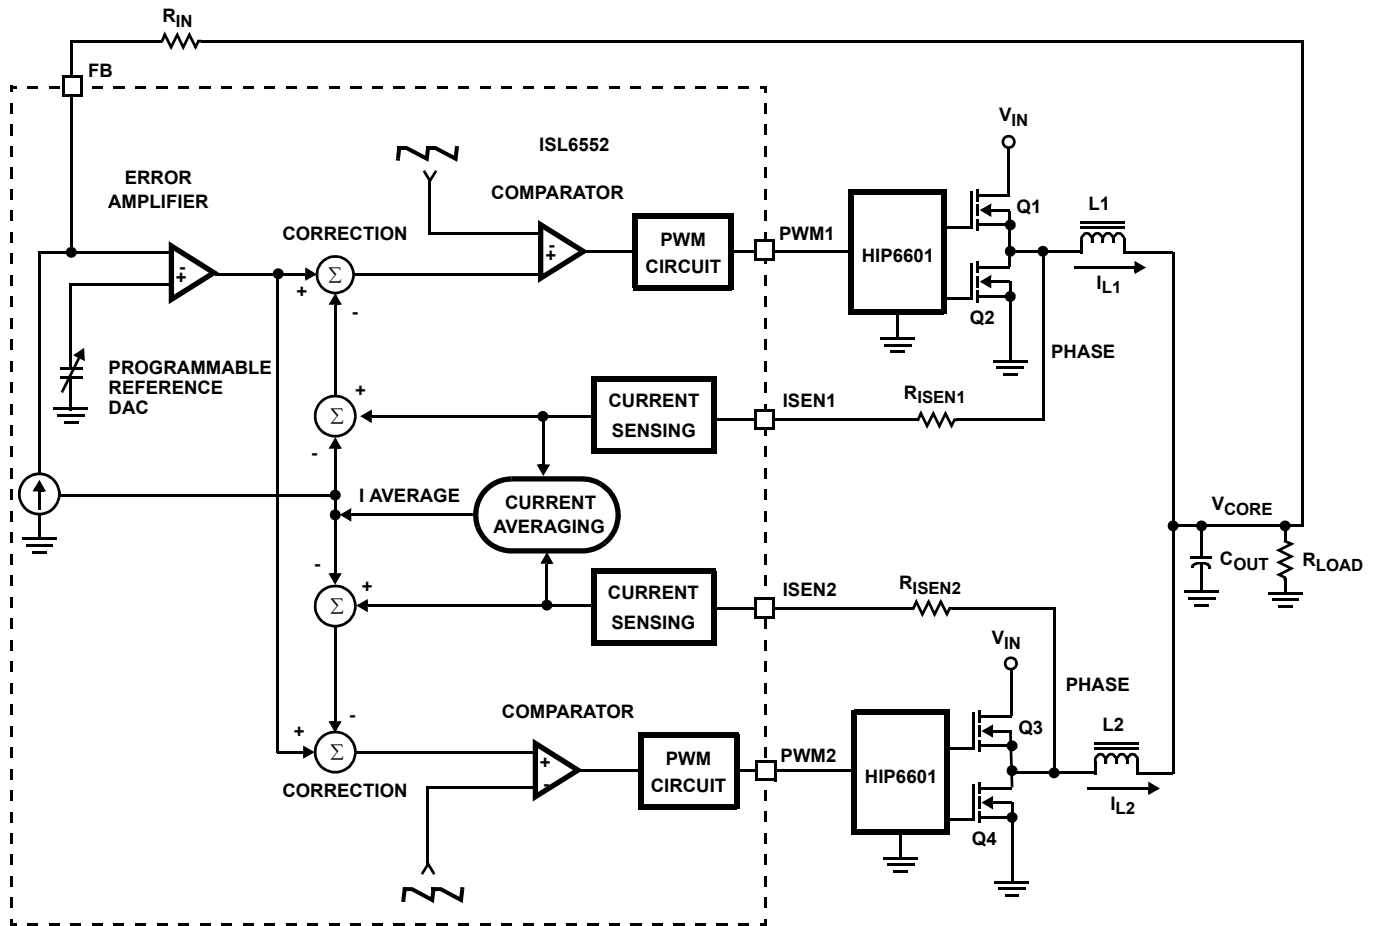 RIN
FB
VIN
ISL6552
ERROR
AMPLIFIER
COMPARATOR
CORRECTION
-
+
Σ
+
-
-
+
PWM
CIRCUIT
PWM1
HIP6601
Q1
Q2
L1
IL1
PHASE
PROGRAMMABLE
REFERENCE
DAC
+
Σ
-
CURRENT
SENSING
ISEN1
RISEN1
I AVERAGE
CURRENT
AVERAGING
VCORE
COUT
RLOAD
-
+
Σ
CURRENT
SENSING
ISEN2
RISEN2
VIN
PHASE
COMPARATOR
-
+
Σ
CORRECTION
+
-
PWM
CIRCUIT
PWM2
HIP6601
Q3
Q4
L2
IL2